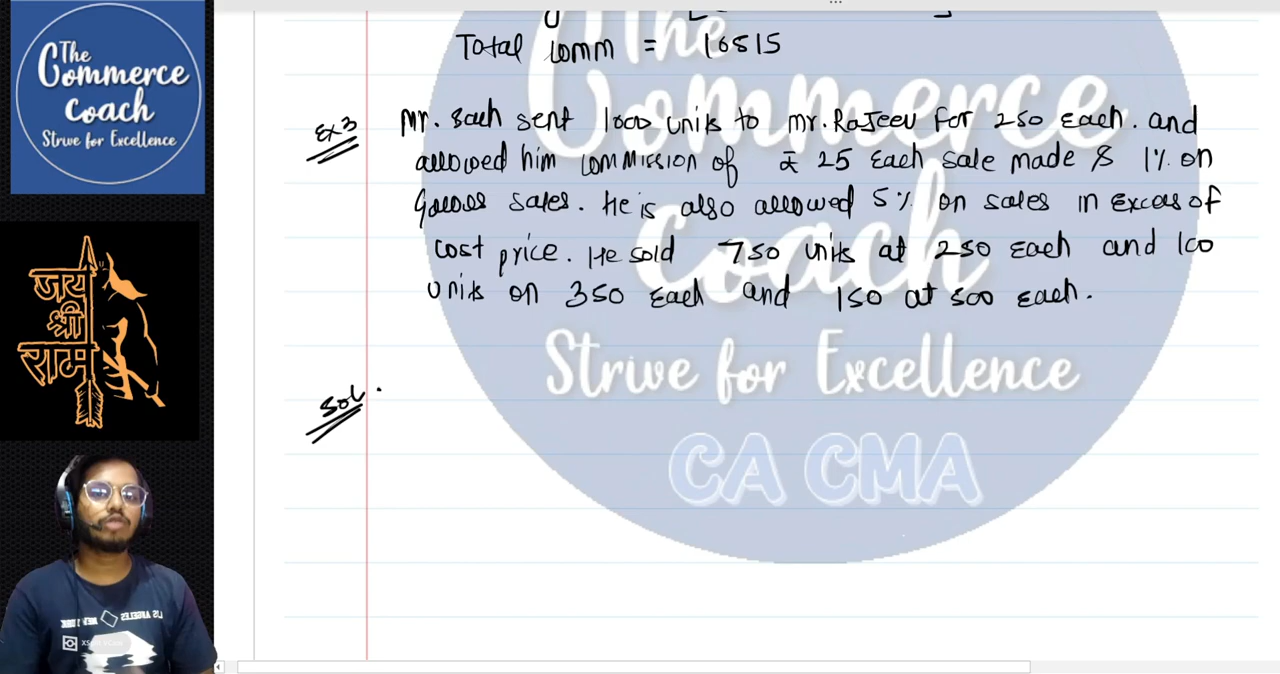 The
Commerce
Coach
Strive for Excellence
Total Comm = 16515
Ex 3
Mr. Sach sent 1000 units to Mr. Rajeev for 250 each. and
allowed him commission of ₹ 25 Each sale made & 1% on
sales. He is also allowed 5% on sales in excess of
cost price. He sold 750 units at 250 each and 100
units on 350 each and 150 at 500 each.
Sol.
The
Commerce
Coach
Strive for Excellence
CA CMA
जय
श्री
राम